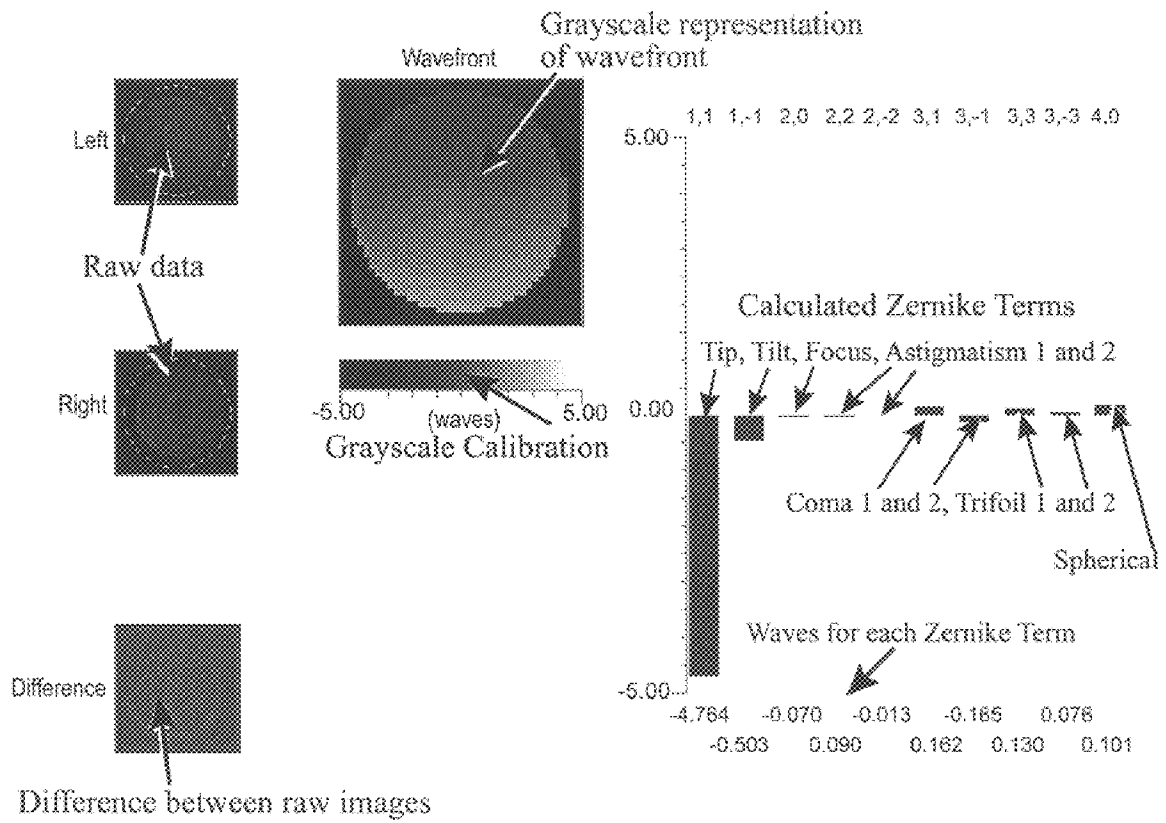 Grayscale representation
of wavefront
Wavefront
Left
Raw data
Right
-5.00
(waves)
5.00
Grayscale Calibration
Difference
Difference between raw images
1,1 1,-1 2,0 2,2 2,-2 3,1 3,-1 3,3 3,-3 4,0
5.00
Calculated Zernike Terms
Tip, Tilt, Focus, Astigmatism 1 and 2
0.00
Coma 1 and 2, Trifoil 1 and 2
Spherical
Waves for each Zernike Term
-5.00
-4.764 -0.070 -0.013 -0.165 0.076
-0.503 0.090 0.162 0.130 0.101